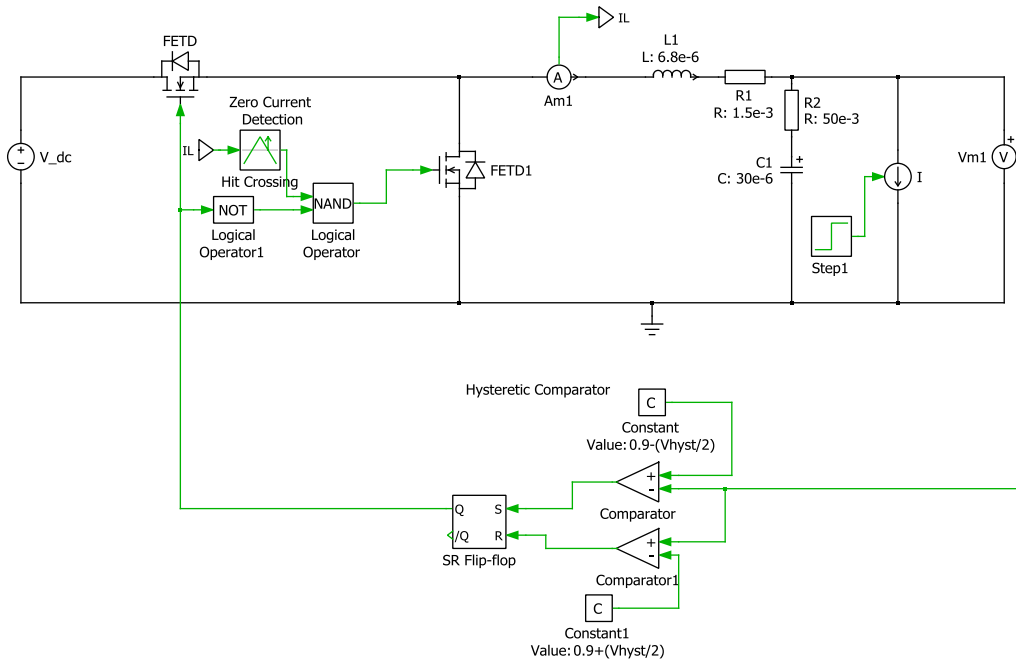 IL
FETD
L1
L: 6.8e-6
A
Am1
R1
R: 1.5e-3
R2
R: 50e-3
Zero Current
Detection
IL
Hit Crossing
V_dc
FETD1
C1
C: 30e-6
I
Vm1
V
NOT
Logical
Operator1
NAND
Logical
Operator
Step1
Hysteretic Comparator
C
Constant
Value: 0.9-(Vhyst/2)
+
-
Comparator
Q
S
/Q
R
SR Flip-flop
+
-
Comparator1
C
Constant1
Value: 0.9+(Vhyst/2)